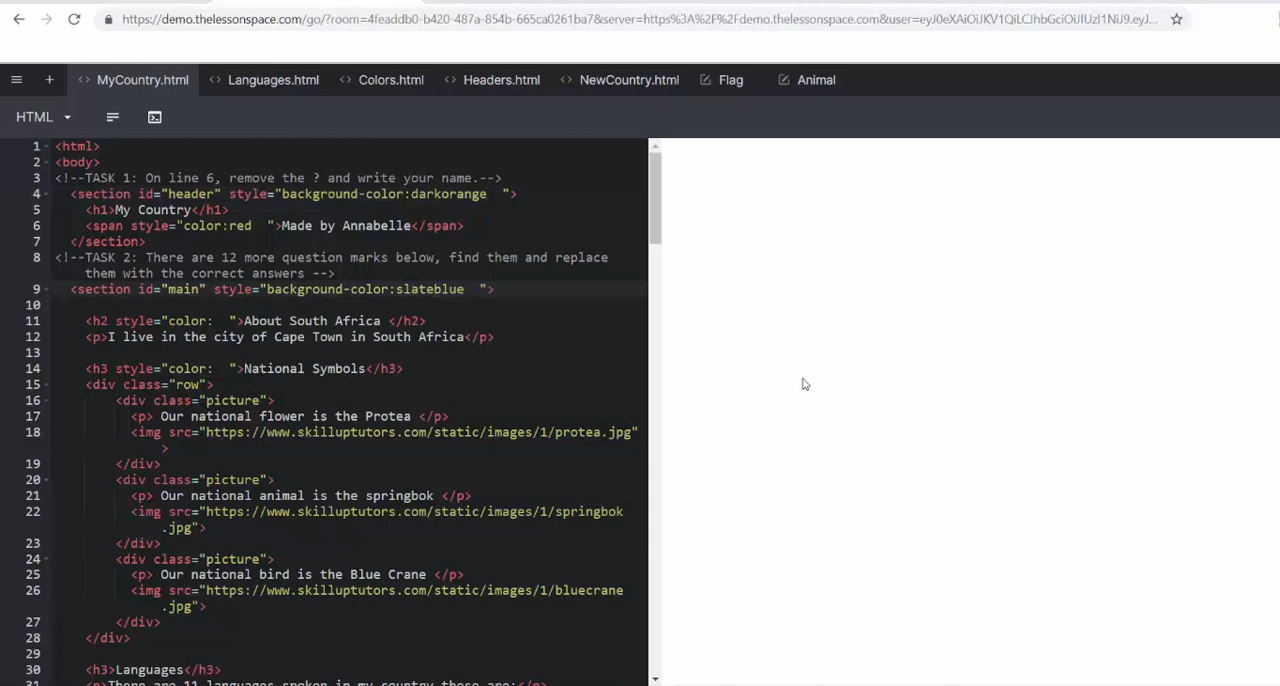 https://demo.thelessonspace.com/go/?room=4feaddb0-b420-487a-854b-665ca0261ba7&server=https%3A%2F%2Fdemo.thelessonspace.com&user=eyJ0eXAiOiJKV1QiLCJhbGciOiJIUzI1NiJ9.eyJ...
MyCountry.html Languages.html Colors.html Headers.html NewCountry.html Flag Animal
HTML
1 <html>
2 <body>
3 <!--TASK 1: On line 6, remove the ? and write your name.-->
4 <section id="header" style="background-color:darkorange  ">
5 <h1>My Country</h1>
6 <span style="color:red  ">Made by Annabelle</span>
7 </section>
8 <!--TASK 2: There are 12 more question marks below, find them and replace
them with the correct answers -->
9 <section id="main" style="background-color:slateblue  ">
10
11 <h2 style="color:  ">About South Africa </h2>
12 <p>I live in the city of Cape Town in South Africa</p>
13
14 <h3 style="color:  ">National Symbols</h3>
15 <div class="row">
16 <div class="picture">
17 <p> Our national flower is the Protea </p>
18 <img src="https://www.skilluptutors.com/static/images/1/protea.jpg"
>
19 </div>
20 <div class="picture">
21 <p> Our national animal is the springbok </p>
22 <img src="https://www.skilluptutors.com/static/images/1/springbok
.jpg">
23 </div>
24 <div class="picture">
25 <p> Our national bird is the Blue Crane </p>
26 <img src="https://www.skilluptutors.com/static/images/1/bluecrane
.jpg">
27 </div>
28 </div>
29
30 <h3>Languages</h3>
31 <p>There are 11 languages spoken in my country these are:</p>